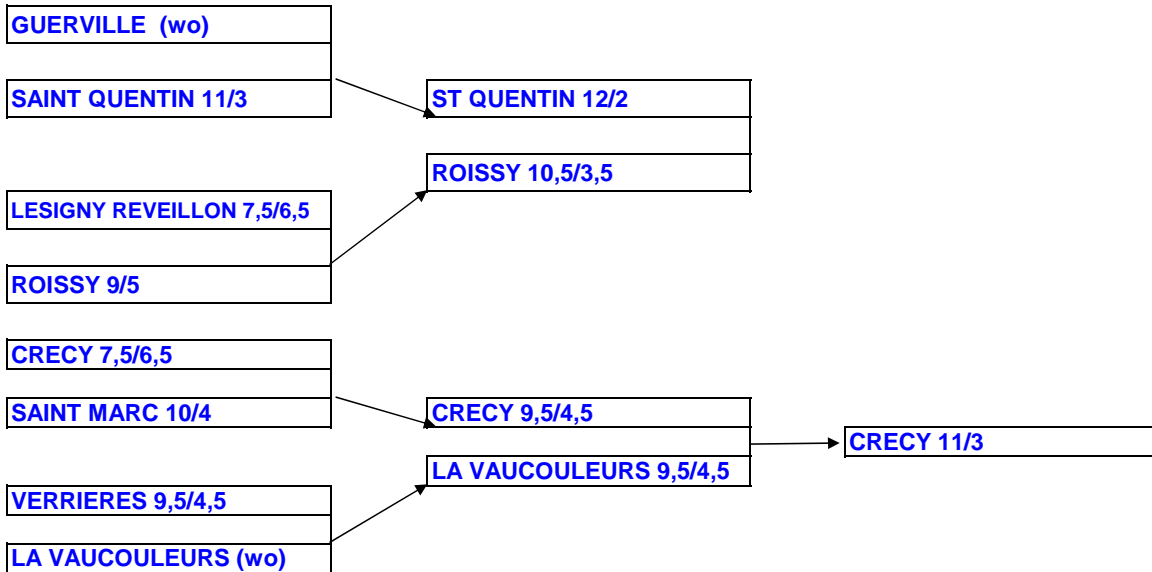 GUERVILLE (wo)
SAINT QUENTIN 11/3
ST QUENTIN 12/2
ROISSY 10,5/3,5
LESIGNY REVEILLON 7,5/6,5
ROISSY 9/5
CRECY 7,5/6,5
SAINT MARC 10/4
CRECY 9,5/4,5
CRECY 11/3
LA VAUCOULEURS 9,5/4,5
VERRIERES 9,5/4,5
LA VAUCOULEURS (wo)